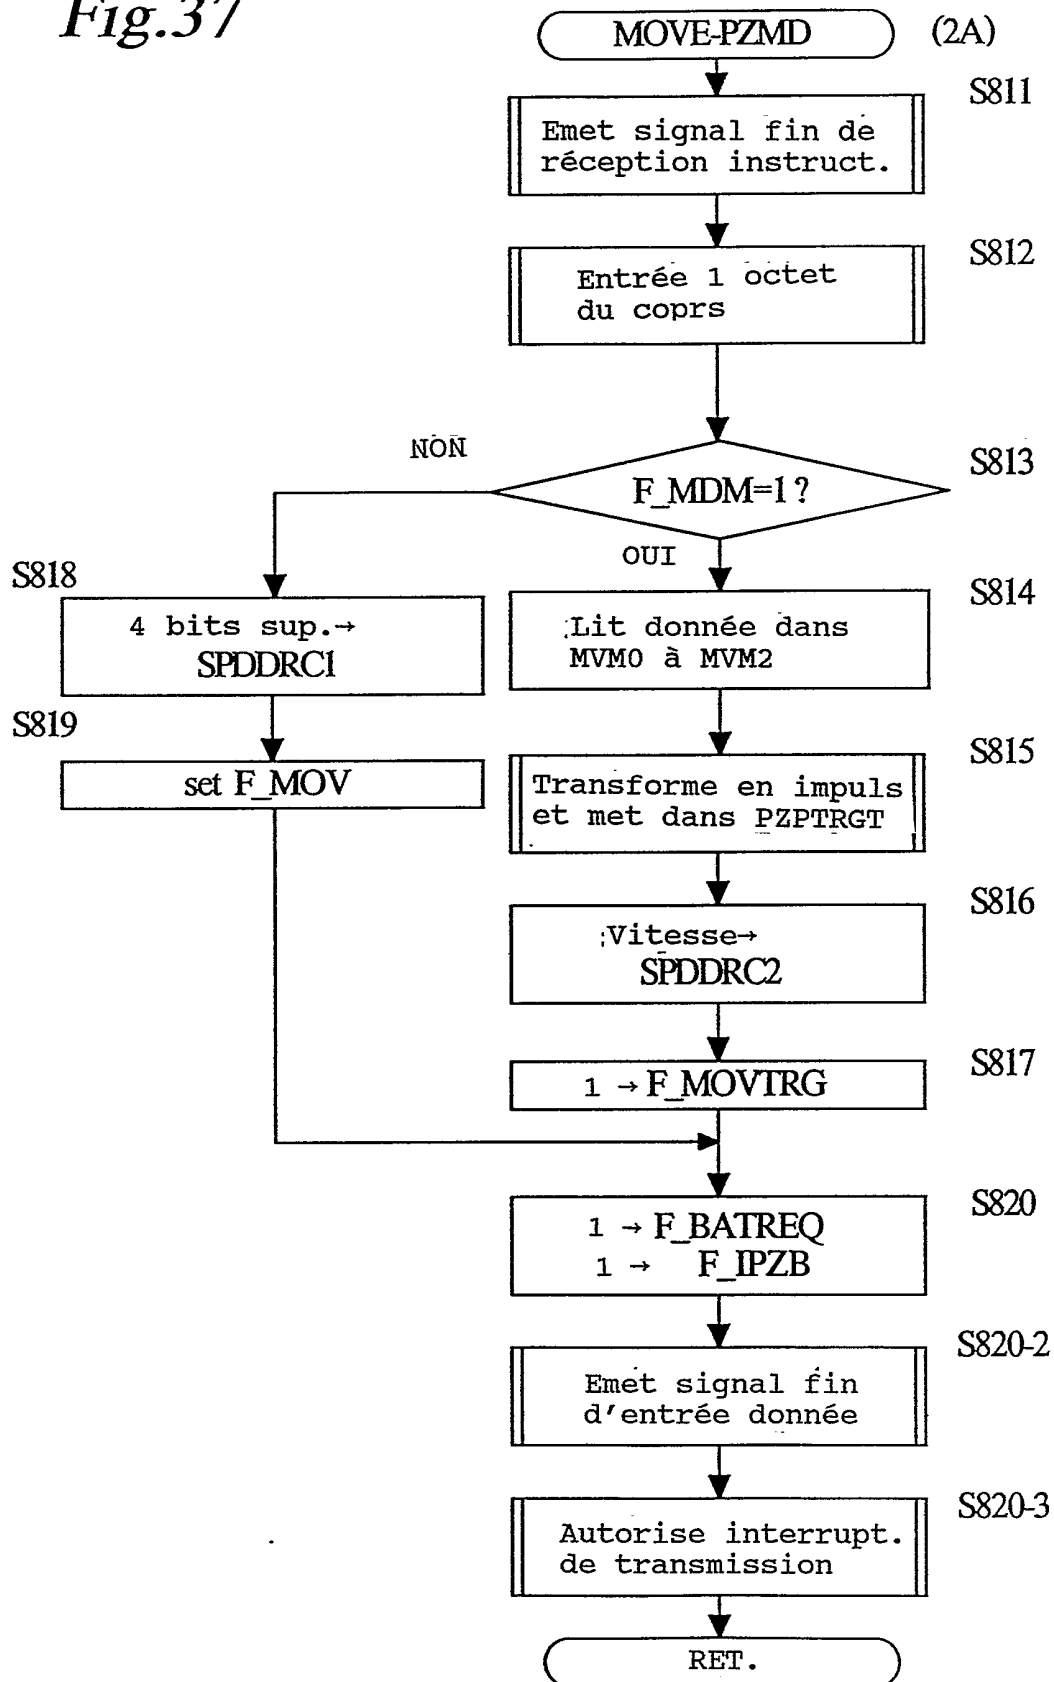 Fig.37
MOVE-PZMD
(2A)
S811
Emet signal fin de
réception instruct.
S812
Entrée 1 octet
du coprs
S813
NON
F_MDM=1 ?
OUI
S818
4 bits sup.→
SPDDRC1
S814
Lit donnée dans
MVM0 à MVM2
S819
set F_MOV
S815
Transforme en impuls
et met dans PZPTRGT
S816
Vitesse→
SPDDRC2
S817
1 → F_MOVTRG
S820
1 → F_BATREQ
1 → F_IPZB
S820-2
Emet signal fin
d'entrée donnée
S820-3
Autorise interrupt.
de transmission
RET.